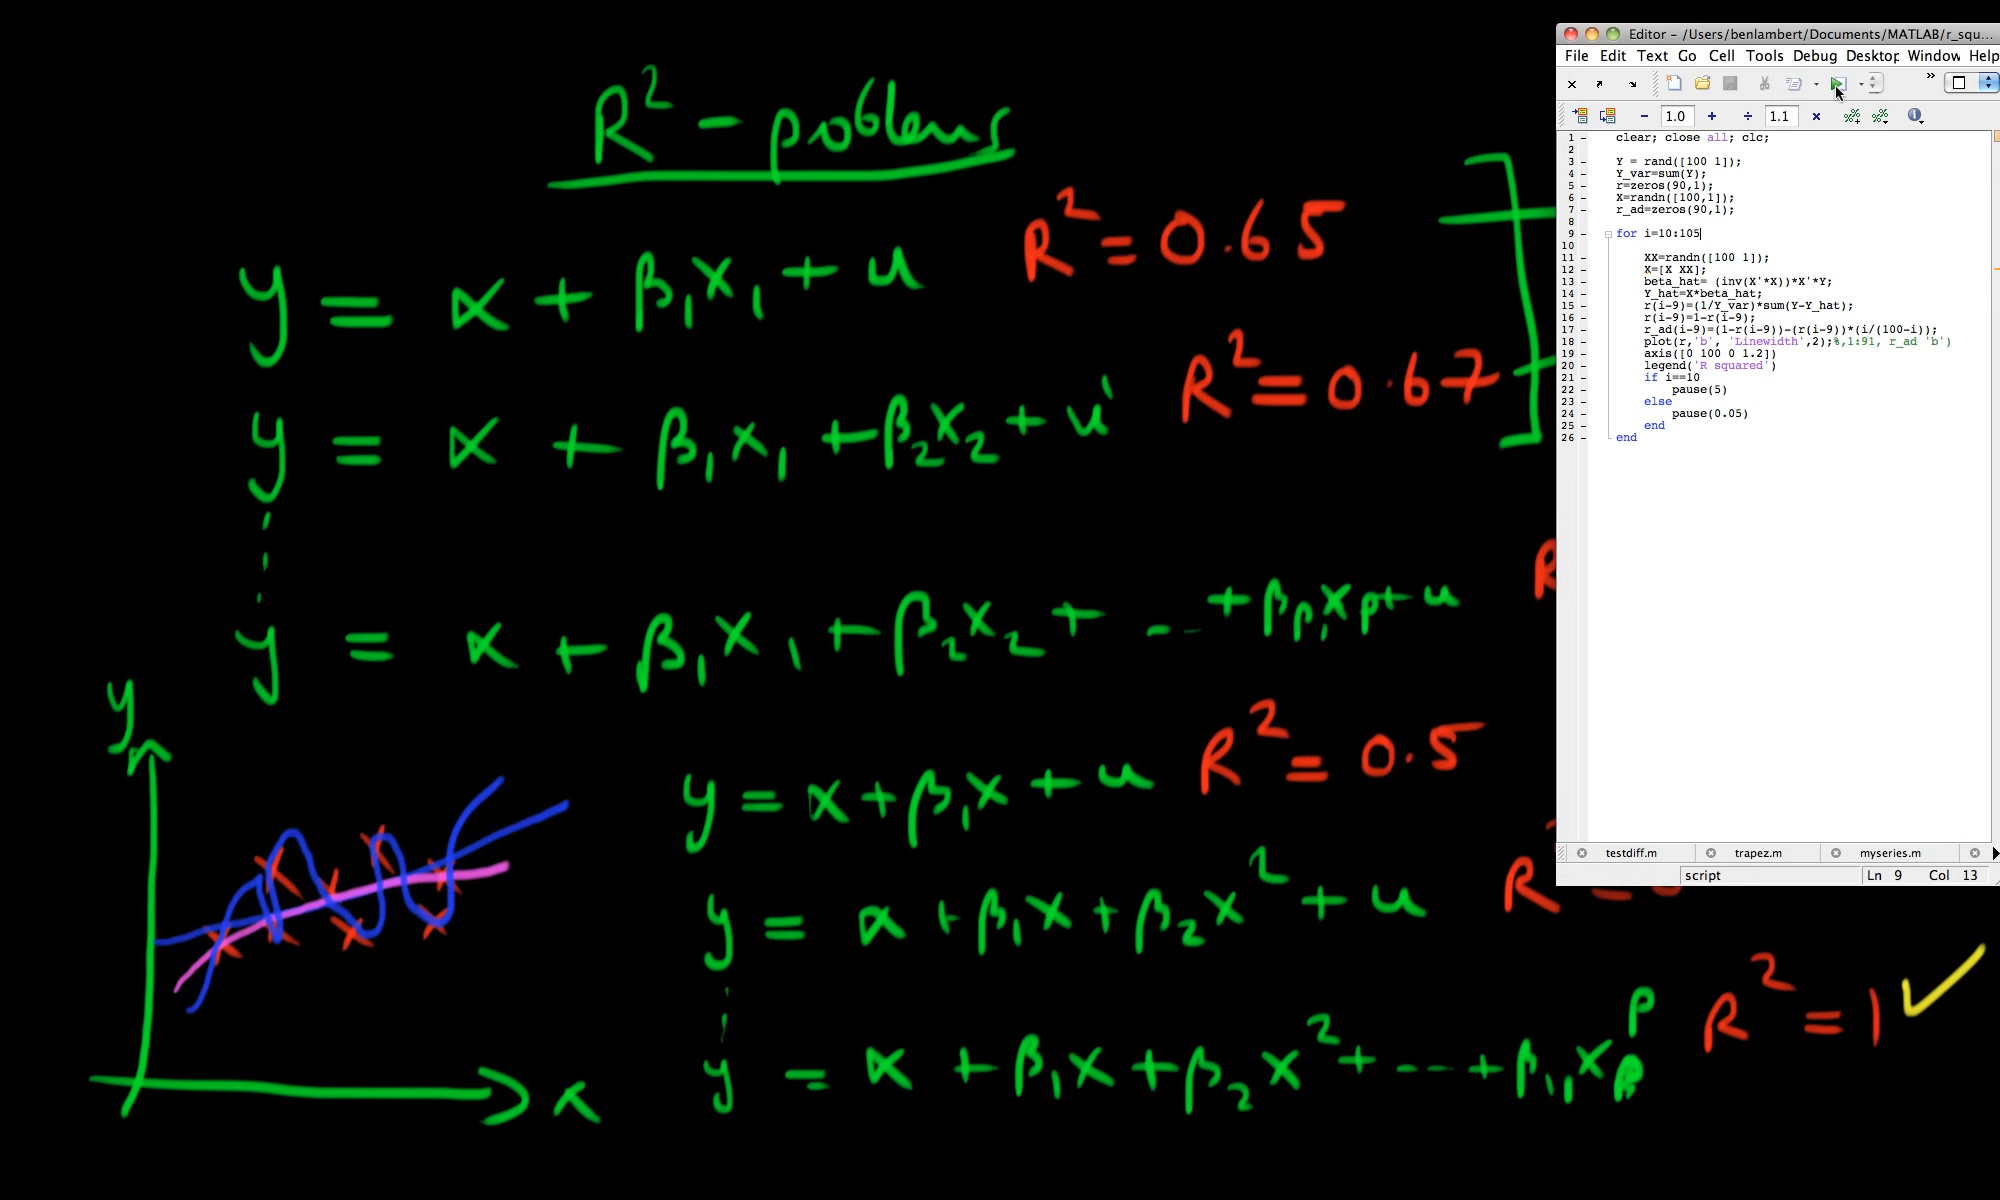 R² - poblems
y = α + β₁x₁ + u R² = 0.65
y = α + β₁x₁ + β₂x₂ + u' R² = 0.67
y = α + β₁x₁ + β₂x₂ + ... + βₚ,xₚ + u R
y
x
y = α + β₁x + u R² = 0.5
y = α + β₁x + β₂x² + u R²
y = α + β₁x + β₂x² + ... + β₁,xₚᵖ R² = 1
Editor - /Users/benlambert/Documents/MATLAB/r_squ...
File Edit Text Go Cell Tools Debug Desktop Window Help
- 1.0 + ÷ 1.1 ×
1 - clear; close all; clc;
2
3 - Y = rand([100 1]);
4 - Y_var=sum(Y);
5 - r=zeros(90,1);
6 - X=randn([100,1]);
7 - r_ad=zeros(90,1);
8
9 - for i=10:105
10
11 - XX=randn([100 1]);
12 - X=[X XX];
13 - beta_hat= (inv(X'*X))*X'*Y;
14 - Y_hat=X*beta_hat;
15 - r(i-9)=(1/Y_var)*sum(Y-Y_hat);
16 - r(i-9)=1-r(i-9);
17 - r_ad(i-9)=(1-r(i-9))-(r(i-9))*(i/(100-i));
18 - plot(r,'b', 'Linewidth',2);%,1:91, r_ad 'b')
19 - axis([0 100 0 1.2])
20 - legend('R squared')
21 - if i==10
22 - pause(5)
23 - else
24 - pause(0.05)
25 - end
26 - end
testdiff.m trapez.m myseries.m
script Ln 9 Col 13